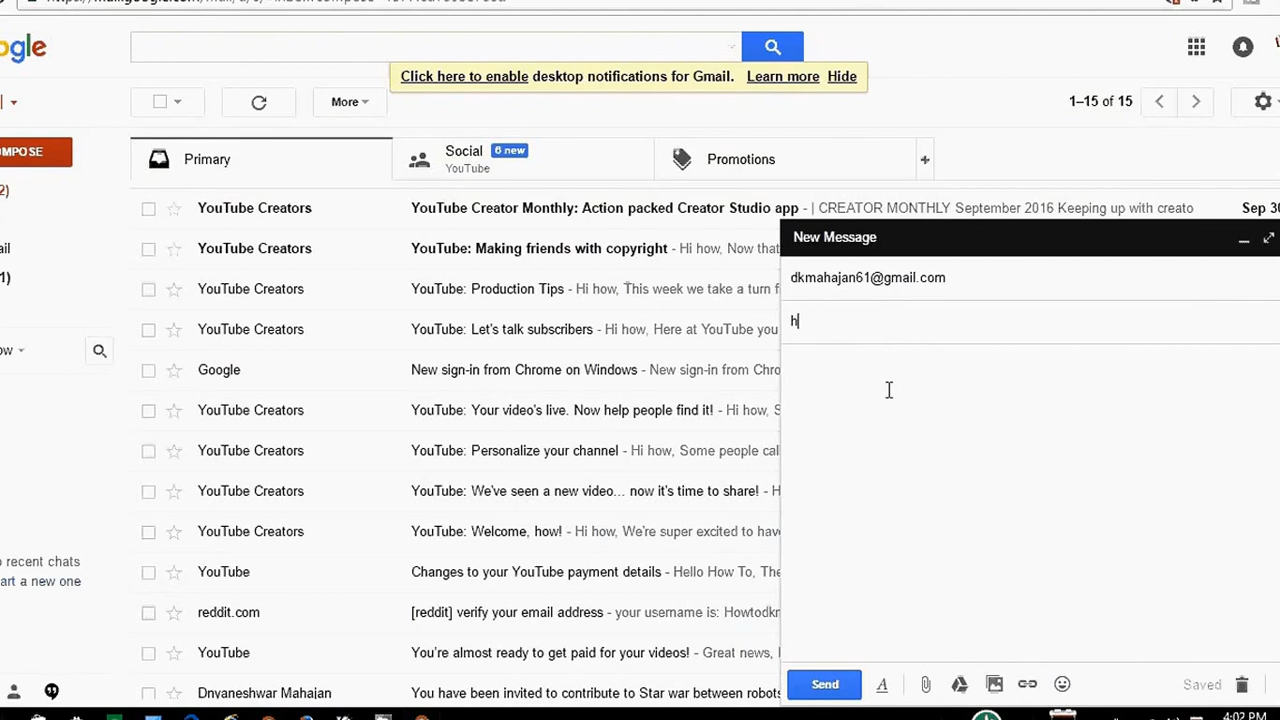 ogle
Click here to enable desktop notifications for Gmail. Learn more Hide
More
1–15 of 15
OMPOSE
Primary
Social 6 new
YouTube
Promotions
2)
YouTube Creators YouTube Creator Monthly: Action packed Creator Studio app - | CREATOR MONTHLY September 2016 Keeping up with creato Sep 30
ail
YouTube Creators YouTube: Making friends with copyright - Hi how, Now that
1)
YouTube Creators YouTube: Production Tips - Hi how, This week we take a turn f
YouTube Creators YouTube: Let's talk subscribers - Hi how, Here at YouTube you
ow
Google New sign-in from Chrome on Windows - New sign-in from Chro
YouTube Creators YouTube: Your video's live. Now help people find it! - Hi how, S
YouTube Creators YouTube: Personalize your channel - Hi how, Some people cal
YouTube Creators YouTube: We've seen a new video... now it's time to share! - H
YouTube Creators YouTube: Welcome, how! - Hi how, We're super excited to have
o recent chats
art a new one
YouTube Changes to your YouTube payment details - Hello How To, The
reddit.com [reddit] verify your email address - your username is: Howtodkr
YouTube You're almost ready to get paid for your videos! - Great news,
Dnyaneshwar Mahajan You have been invited to contribute to Star war between robots
New Message
dkmahajan61@gmail.com
h
Send
Saved
4:02 PM